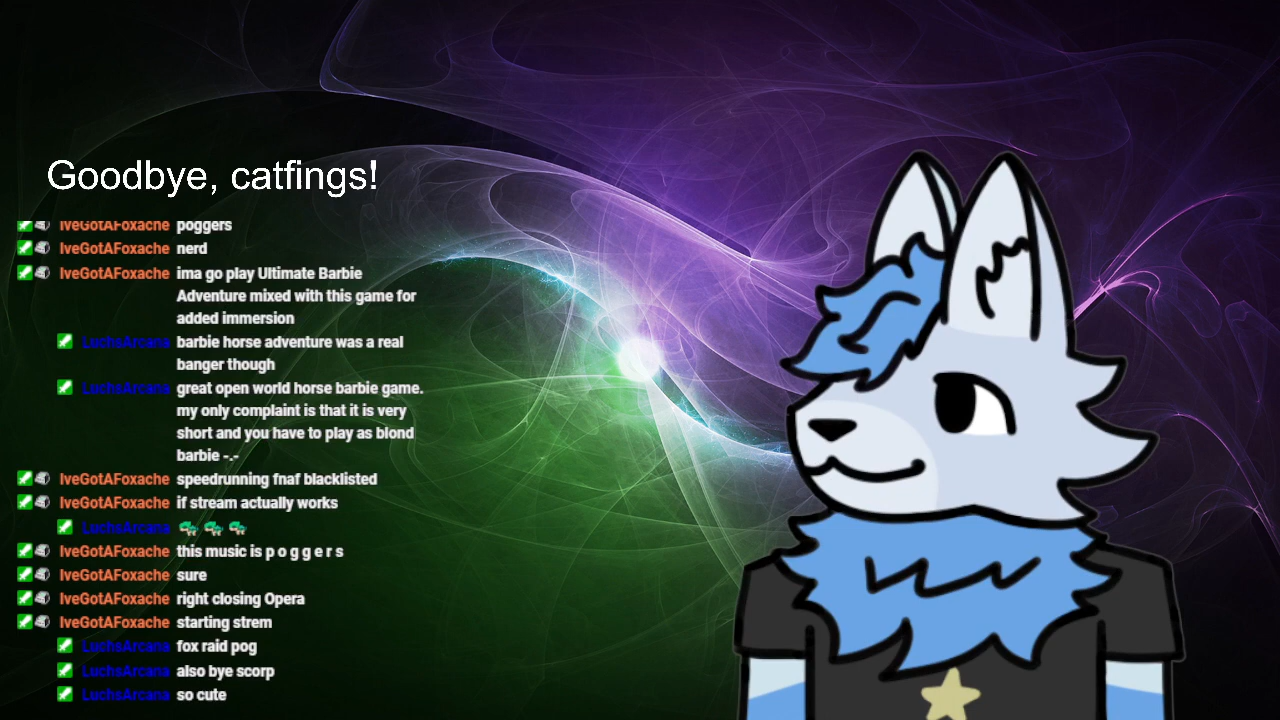 Goodbye, catfings!
IveGotAFoxache poggers
IveGotAFoxache nerd
IveGotAFoxache ima go play Ultimate Barbie
Adventure mixed with this game for
added immersion
LuchsArcana barbie horse adventure was a real
banger though
LuchsArcana great open world horse barbie game.
my only complaint is that it is very
short and you have to play as blond
barbie -.-
IveGotAFoxache speedrunning fnaf blacklisted
IveGotAFoxache if stream actually works
LuchsArcana
IveGotAFoxache this music is p o g g e r s
IveGotAFoxache sure
IveGotAFoxache right closing Opera
IveGotAFoxache starting strem
LuchsArcana fox raid pog
LuchsArcana also bye scorp
LuchsArcana so cute